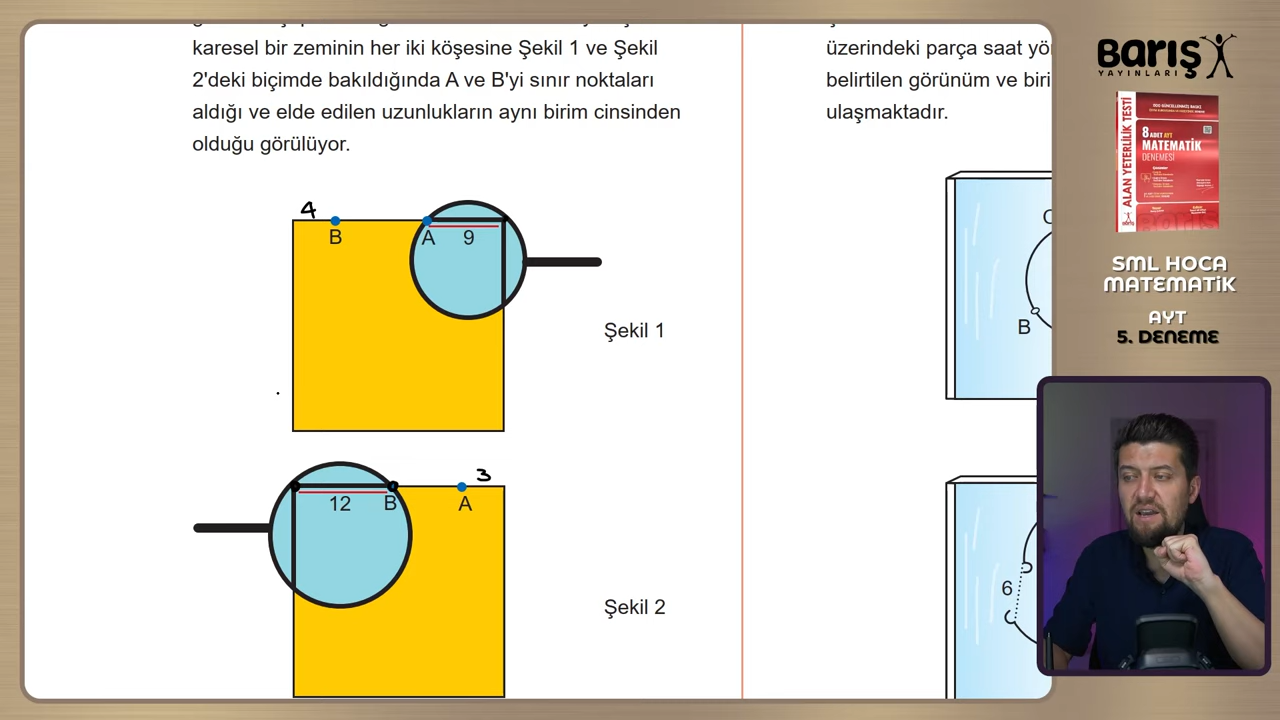 karesel bir zeminin her iki köşesine Şekil 1 ve Şekil
2'deki biçimde bakıldığında A ve B'yi sınır noktaları
aldığı ve elde edilen uzunlukların aynı birim cinsinden
olduğu görülüyor.
4
B
A
9
Şekil 1
3
12
B
A
Şekil 2
üzerindeki parça saat yö
belirtilen görünüm ve biri
ulaşmaktadır.
B
6
BARIŞ
YAYINLARI
ALAN YETERLİLİK TESTİ
8 ADET AYT
MATEMATİK
DENEMESİ
SML HOCA
MATEMATİK
AYT
5. DENEME